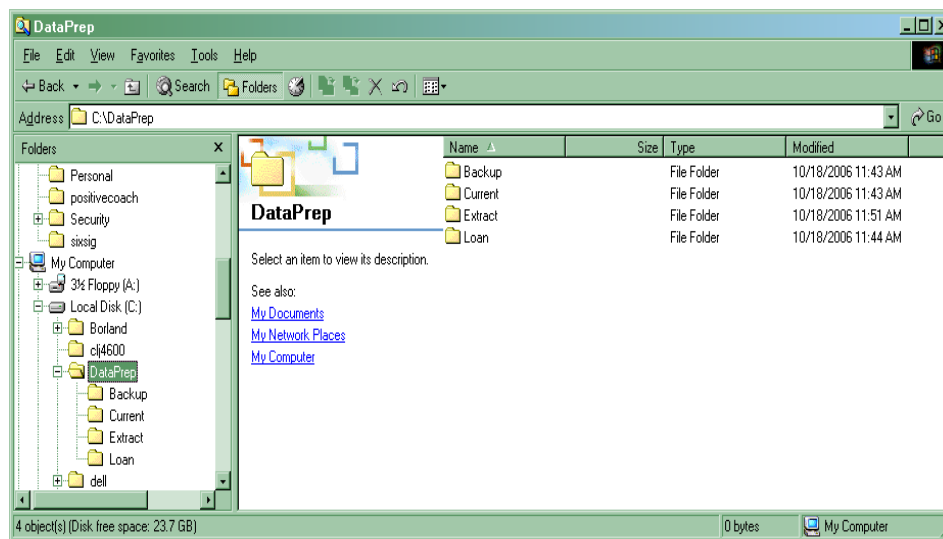 DataPrep
File Edit View Favorites Tools Help
Back Search Folders
Address C:\DataPrep Go
Folders x
Personal
positivecoach
Security
sixsig
My Computer
3½ Floppy (A:)
Local Disk (C:)
Borland
clj4600
DataPrep
Backup
Current
Extract
Loan
dell
DataPrep
Select an item to view its description.
See also:
My Documents
My Network Places
My Computer
Name Size Type Modified
Backup File Folder 10/18/2006 11:43 AM
Current File Folder 10/18/2006 11:43 AM
Extract File Folder 10/18/2006 11:51 AM
Loan File Folder 10/18/2006 11:44 AM
4 object(s) (Disk free space: 23.7 GB) 0 bytes My Computer